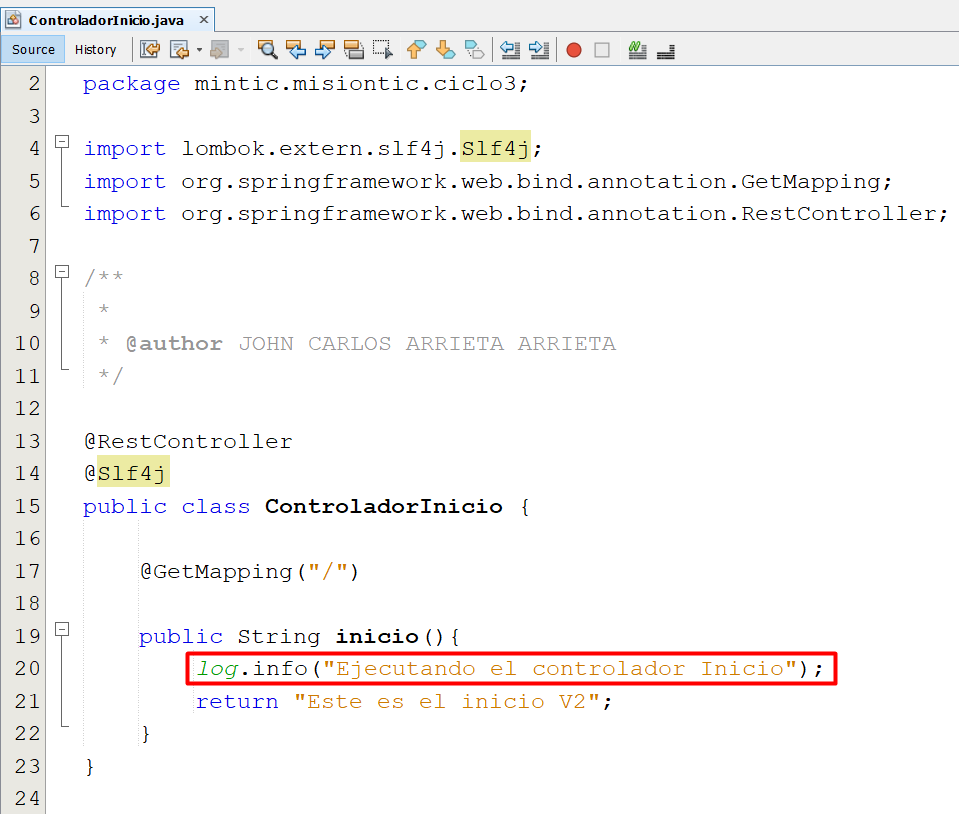 ControladorInicio.java
Source History
2 package mintic.misiontic.ciclo3;
3
4 import lombok.extern.slf4j.Slf4j;
5 import org.springframework.web.bind.annotation.GetMapping;
6 import org.springframework.web.bind.annotation.RestController;
7
8 /**
9 *
10 * @author JOHN CARLOS ARRIETA ARRIETA
11 */
12
13 @RestController
14 @Slf4j
15 public class ControladorInicio {
16
17 @GetMapping("/")
18
19 public String inicio(){
20 log.info("Ejecutando el controlador Inicio");
21 return "Este es el inicio V2";
22 }
23 }
24